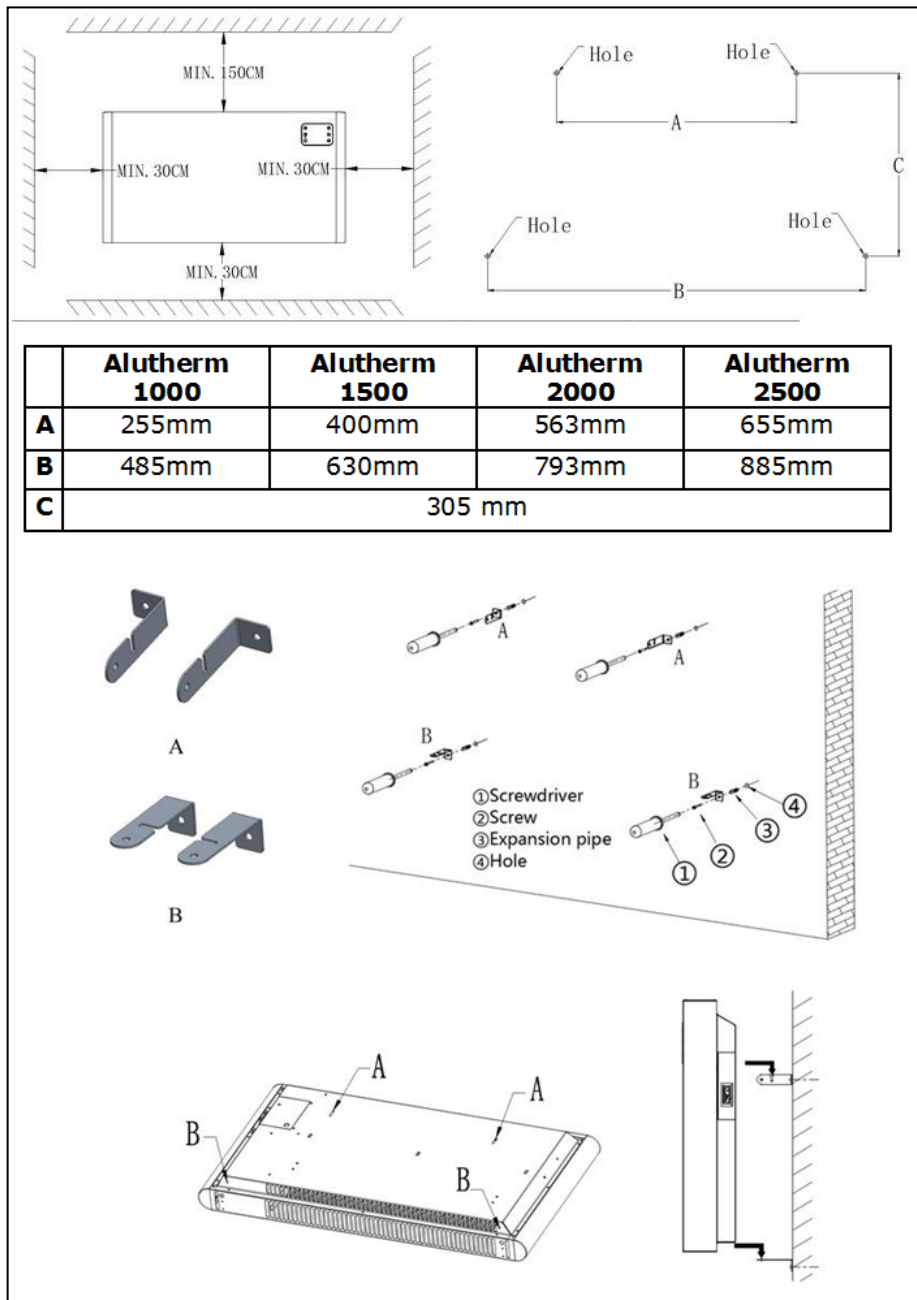 MIN. 150CM
MIN. 30CM
MIN. 30CM
MIN. 30CM
Hole
Hole
A
C
Hole
Hole
B
Alutherm 1000
Alutherm 1500
Alutherm 2000
Alutherm 2500
A 255mm 400mm 563mm 655mm
B 485mm 630mm 793mm 885mm
C 305 mm
A
B
A
A
B
B
①Screwdriver
②Screw
③Expansion pipe
④Hole
①
②
③
④
A
A
B
B